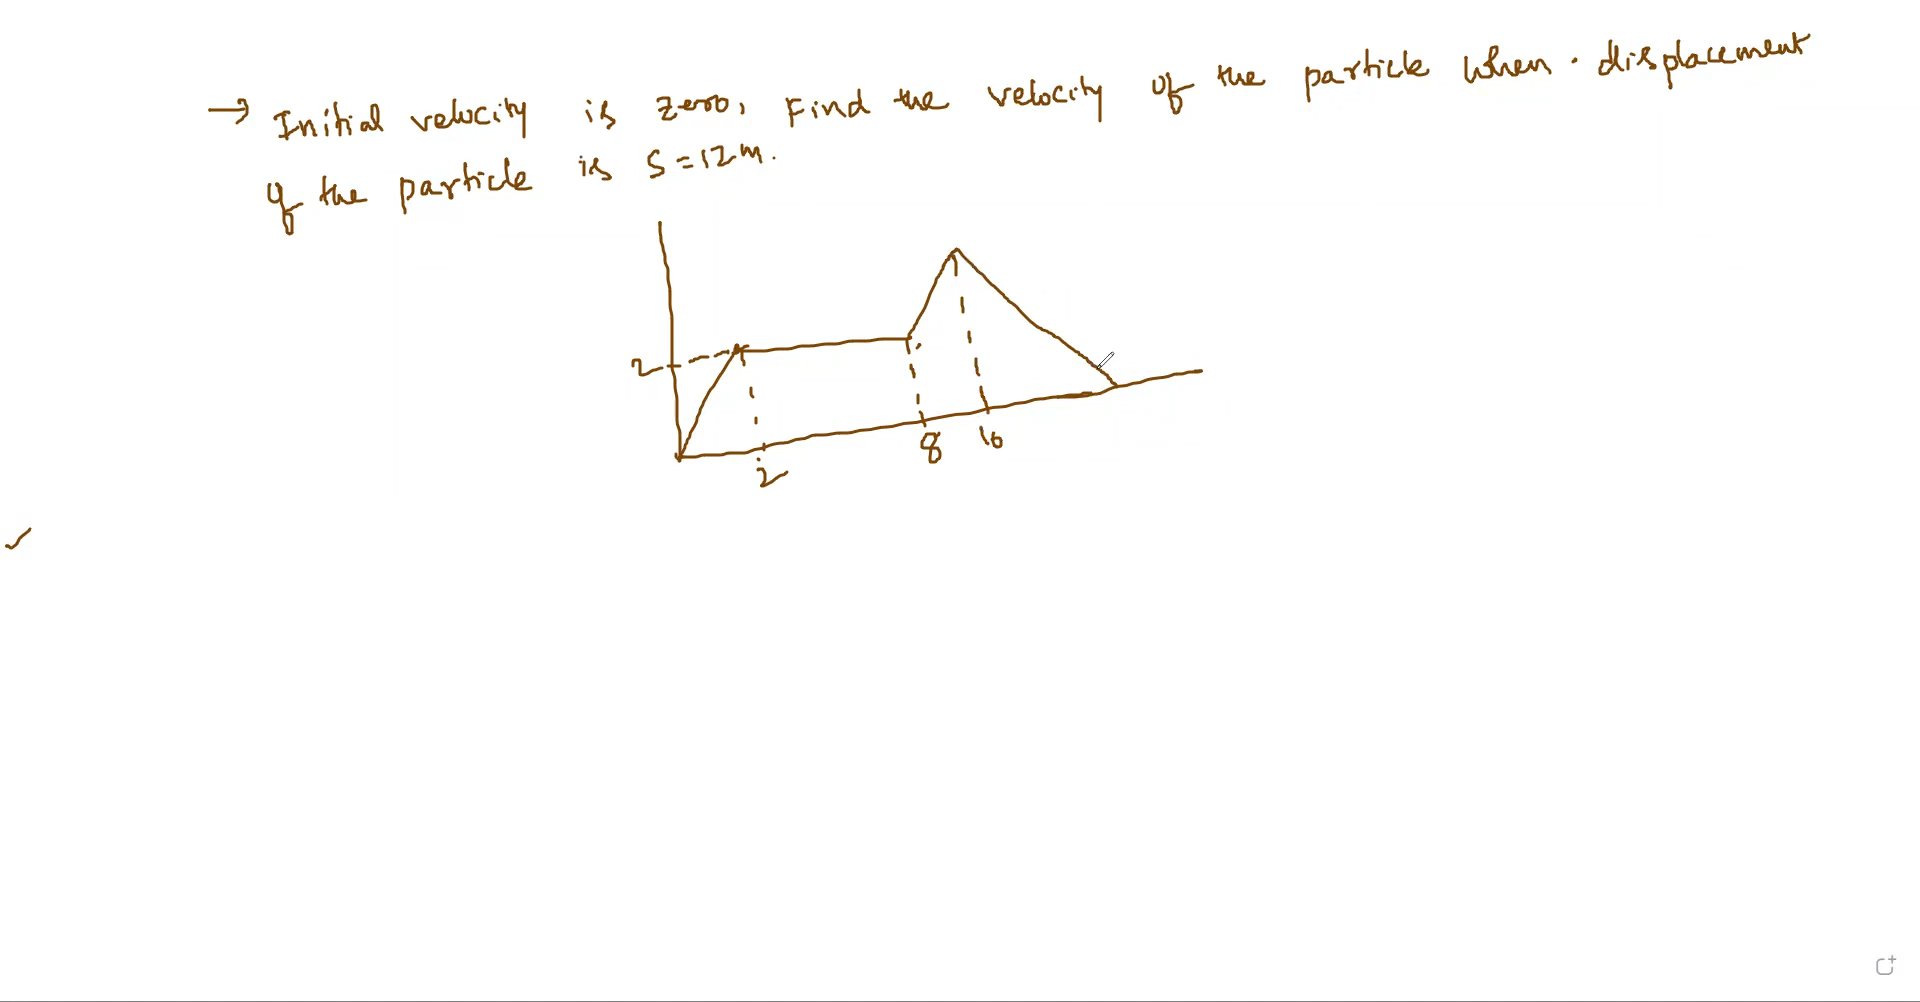 → Initial velocity is zero, Find the velocity of the particle when displacement
of the particle is S = 12m.
2
2
8
10